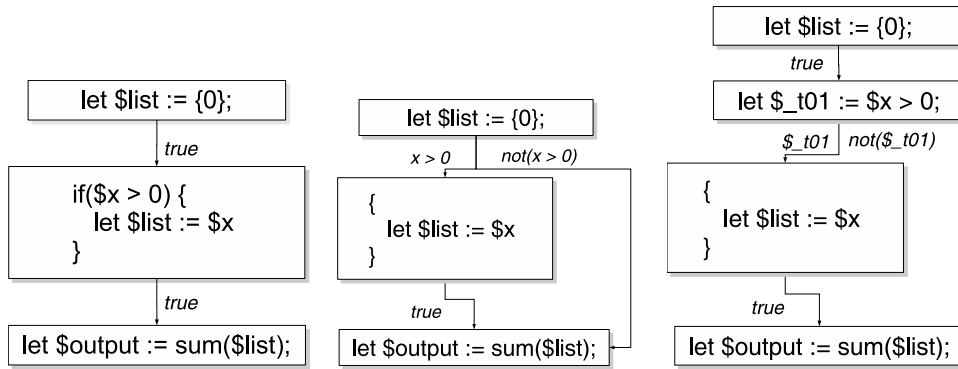 let $list := {0};
true
if($x > 0) {
let $list := $x
}
true
let $output := sum($list);
let $list := {0};
x > 0
not(x > 0)
{
let $list := $x
}
true
let $output := sum($list);
let $list := {0};
true
let $_t01 := $x > 0;
$_t01
not($_t01)
{
let $list := $x
}
true
let $output := sum($list);